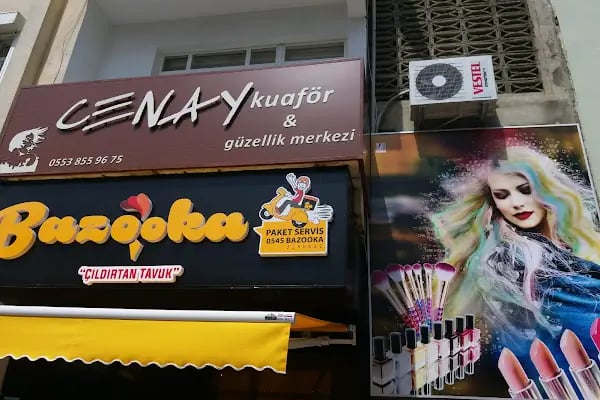 CENAY kuaför
&
güzellik merkezi
0553 855 96 75
Bazooka
PAKET SERVİS
0545 BAZOOKA
"ÇILDIRTAN TAVUK"
VESTEL